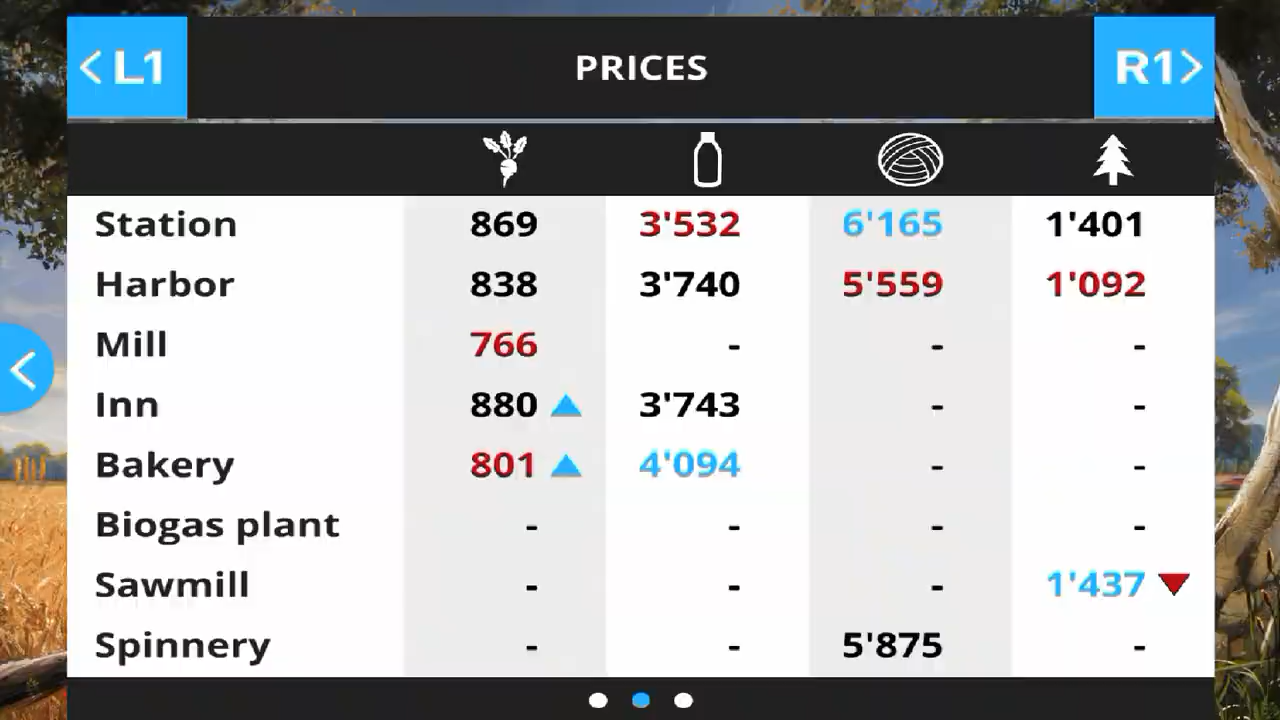 < L1 PRICES R1 >
Station 869 3'532 6'165 1'401
Harbor 838 3'740 5'559 1'092
Mill 766 - - -
Inn 880 3'743 - -
Bakery 801 4'094 - -
Biogas plant - - - -
Sawmill - - - 1'437
Spinnery - - 5'875 -